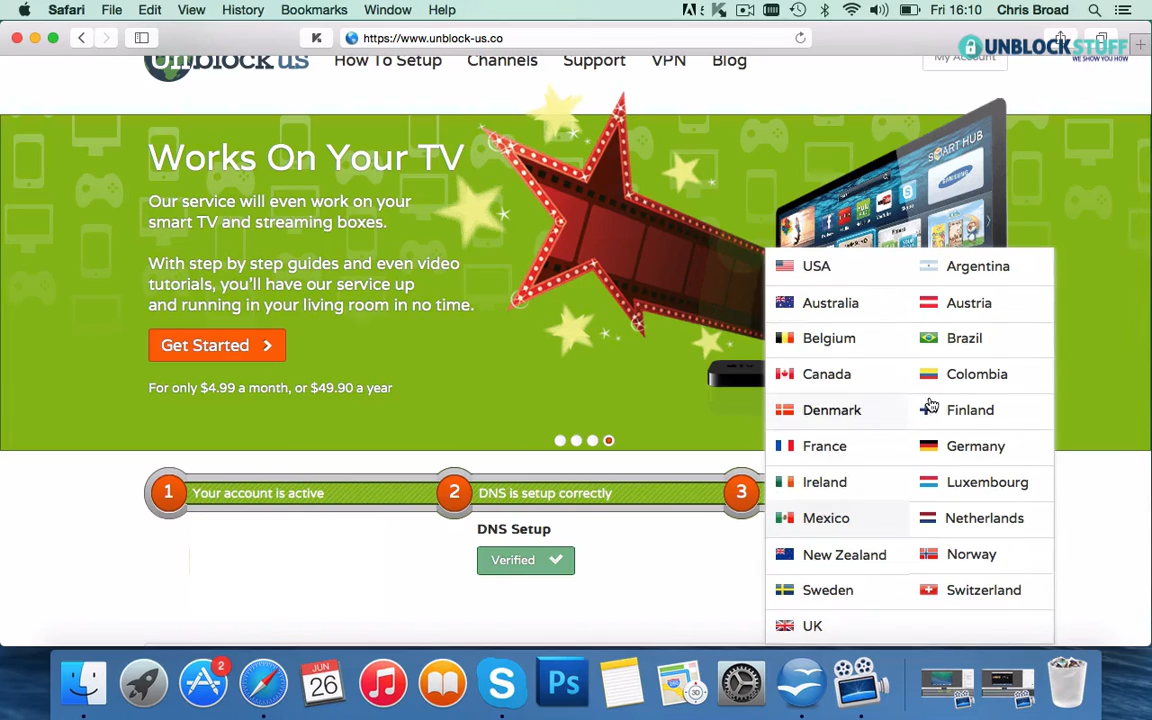 Safari File Edit View History Bookmarks Window Help Fri 16:10 Chris Broad
https://www.unblock-us.co
UNBLOCKSTUFF
WE SHOW YOU HOW
unblock us How To Setup Channels Support VPN Blog My Account
Works On Your TV
Our service will even work on your
smart TV and streaming boxes.
With step by step guides and even video
tutorials, you'll have our service up
and running in your living room in no time.
Get Started
For only $4.99 a month, or $49.90 a year
SMART HUB
USA Argentina
Australia Austria
Belgium Brazil
Canada Colombia
Denmark Finland
France Germany
Ireland Luxembourg
Mexico Netherlands
New Zealand Norway
Sweden Switzerland
UK
1 Your account is active 2 DNS is setup correctly 3
DNS Setup
Verified
2
JUN
26
Ps